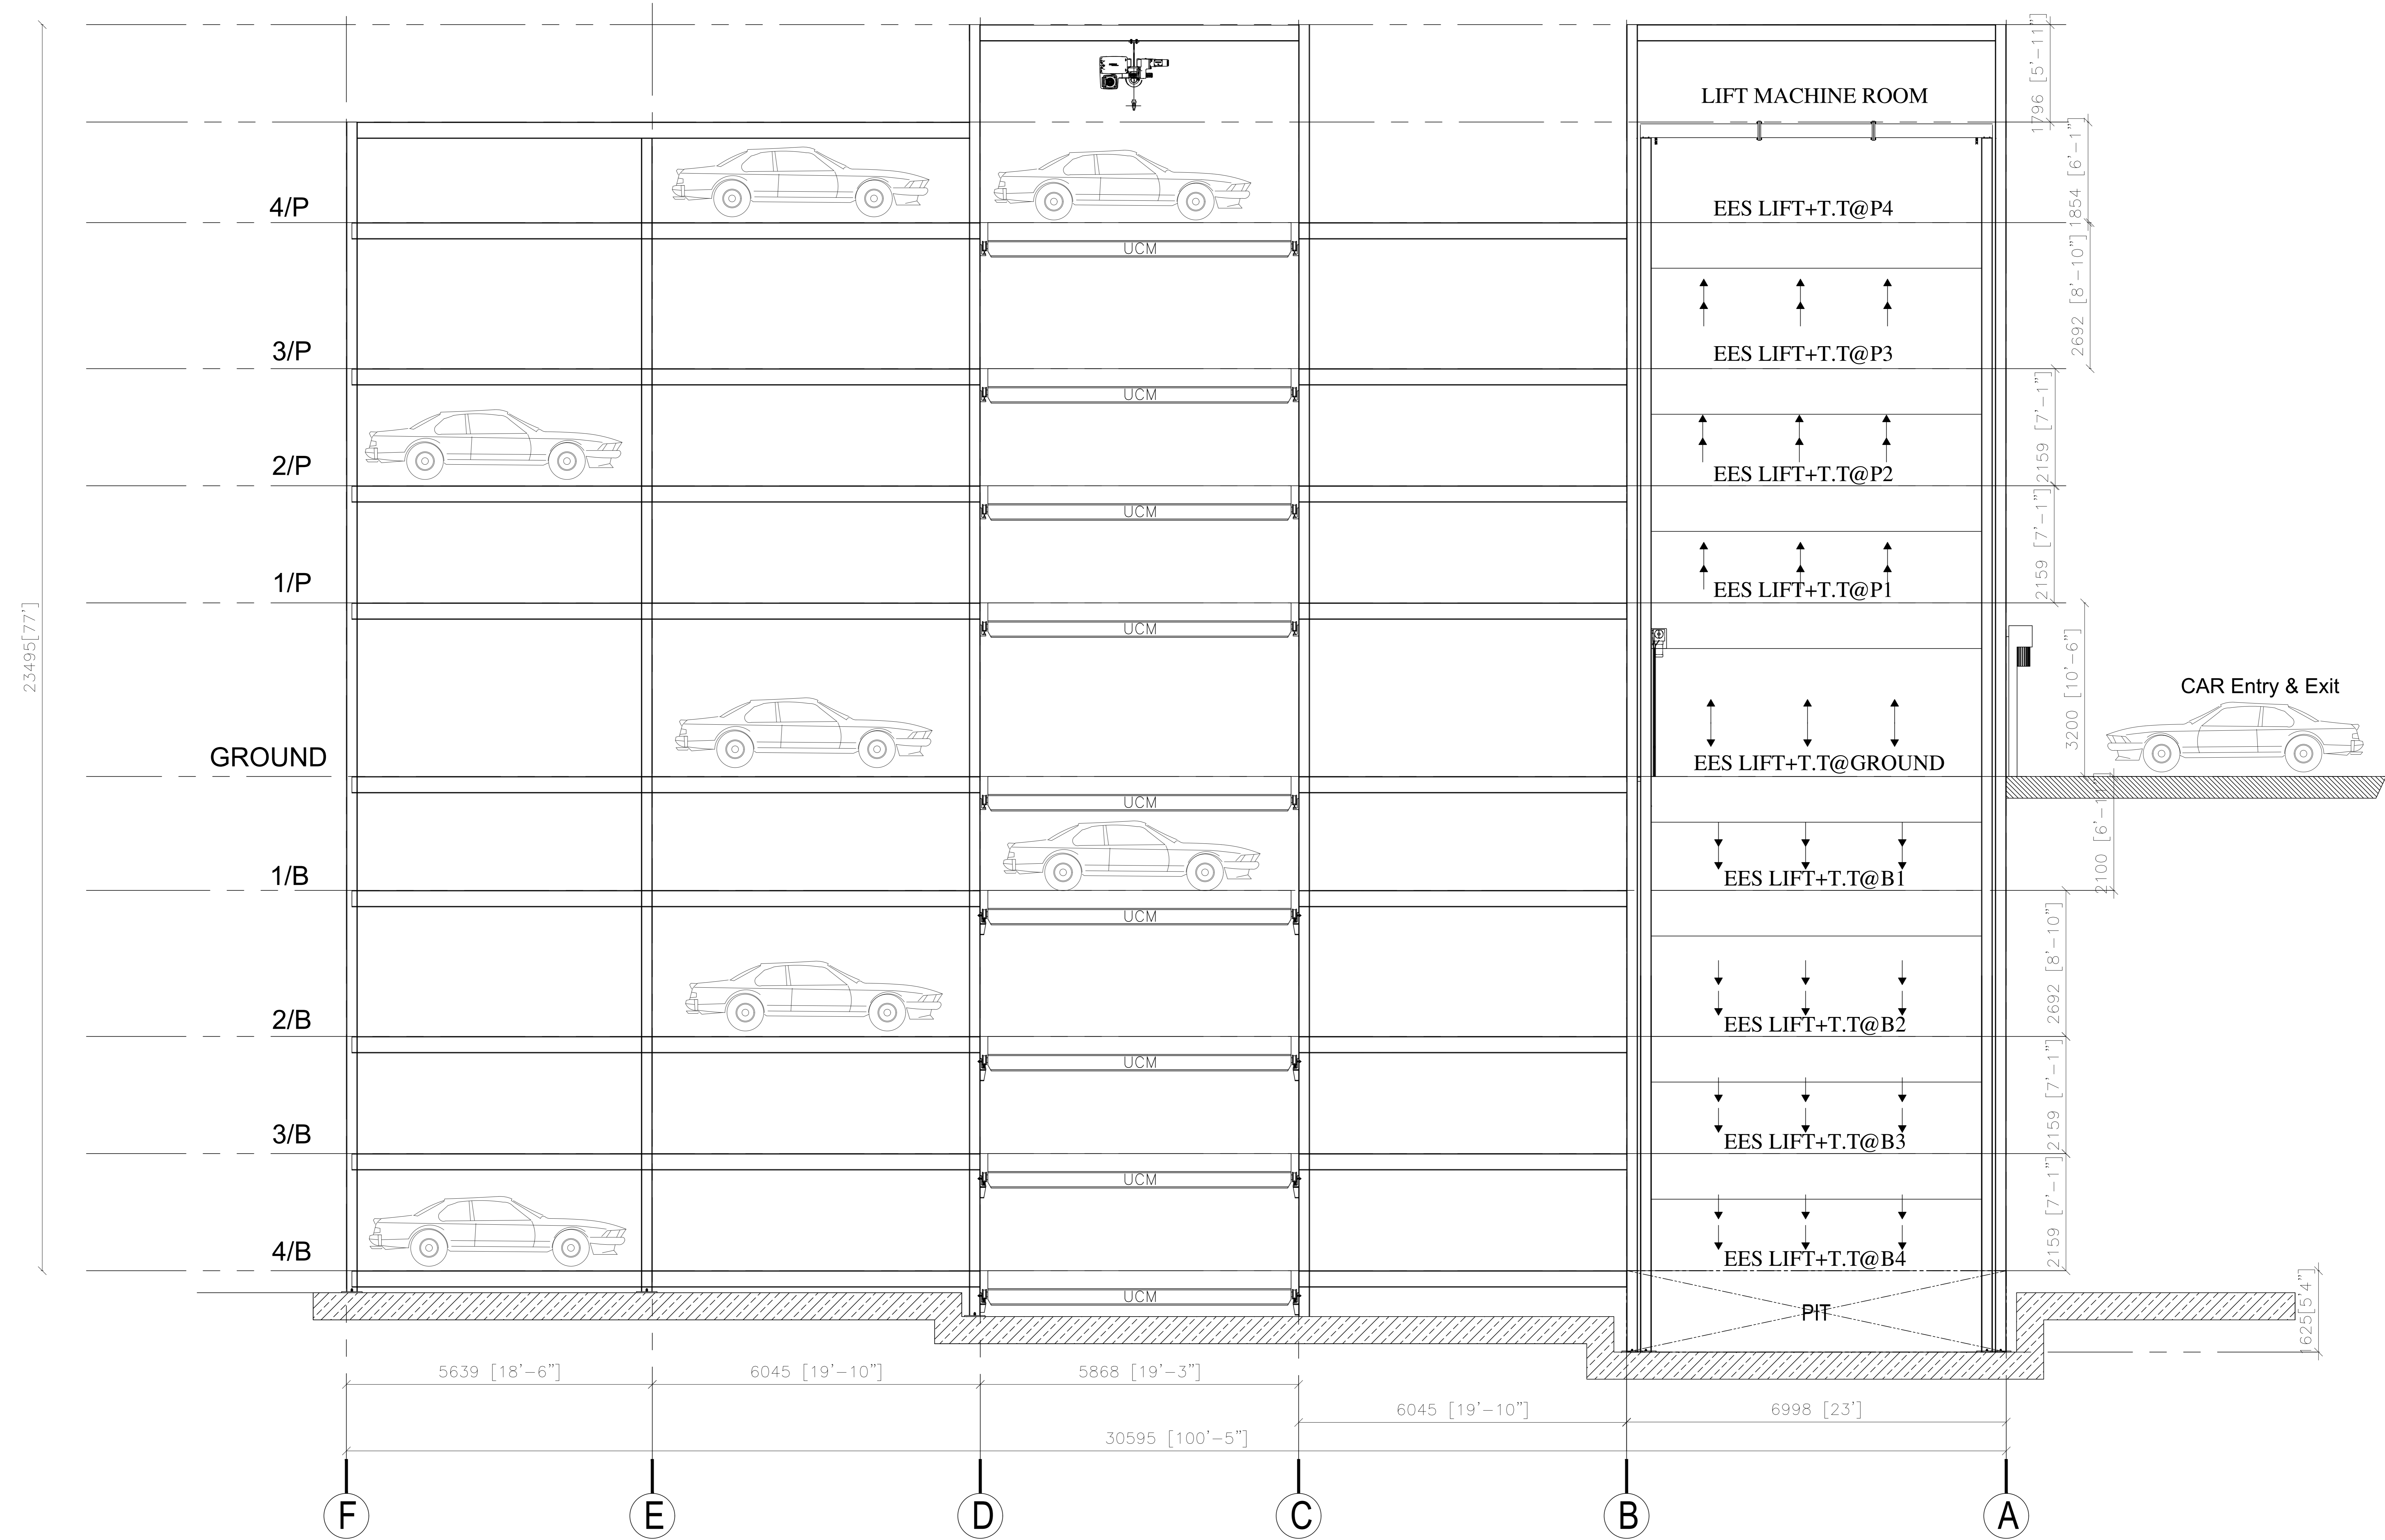 LIFT MACHINE ROOM
1796 [5'-11"]
4/P
EES LIFT+T.T@P4
1854 [6'-1"]
UCM
2692 [8'-10"]
3/P
EES LIFT+T.T@P3
UCM
2159 [7'-1"]
2/P
EES LIFT+T.T@P2
UCM
2159 [7'-1"]
1/P
EES LIFT+T.T@P1
UCM
23495[77']
3200 [10'-6"]
CAR Entry & Exit
GROUND
EES LIFT+T.T@GROUND
UCM
2100 [6'-11"]
1/B
EES LIFT+T.T@B1
UCM
2692 [8'-10"]
2/B
EES LIFT+T.T@B2
UCM
2159 [7'-1"]
3/B
EES LIFT+T.T@B3
UCM
2159 [7'-1"]
4/B
EES LIFT+T.T@B4
UCM
PIT
1625[5'4"]
5639 [18'-6"]
6045 [19'-10"]
5868 [19'-3"]
6045 [19'-10"]
6998 [23']
30595 [100'-5"]
F
E
D
C
B
A